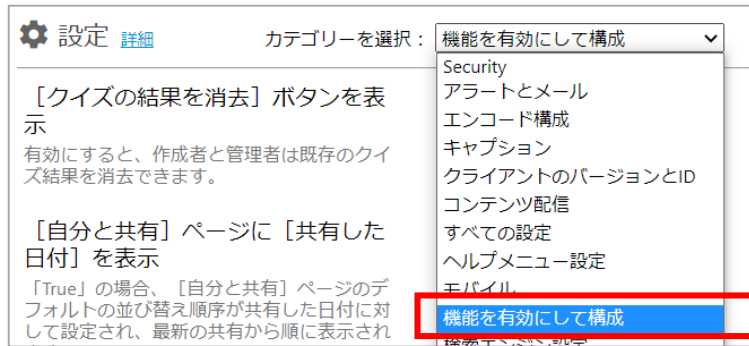 設定 詳細 カテゴリーを選択： 機能を有効にして構成
Security
アラートとメール
エンコード構成
キャプション
クライアントのバージョンとID
コンテンツ配信
すべての設定
ヘルプメニュー設定
モバイル
機能を有効にして構成
検索エンジン設定
［クイズの結果を消去］ボタンを表
示
有効にすると、作成者と管理者は既存のクイ
ズ結果を消去できます。
［自分と共有］ページに［共有した
日付］を表示
「True」の場合、［自分と共有］ページのデ
フォルトの並び替え順序が共有した日付に対
して設定され、最新の共有から順に表示され